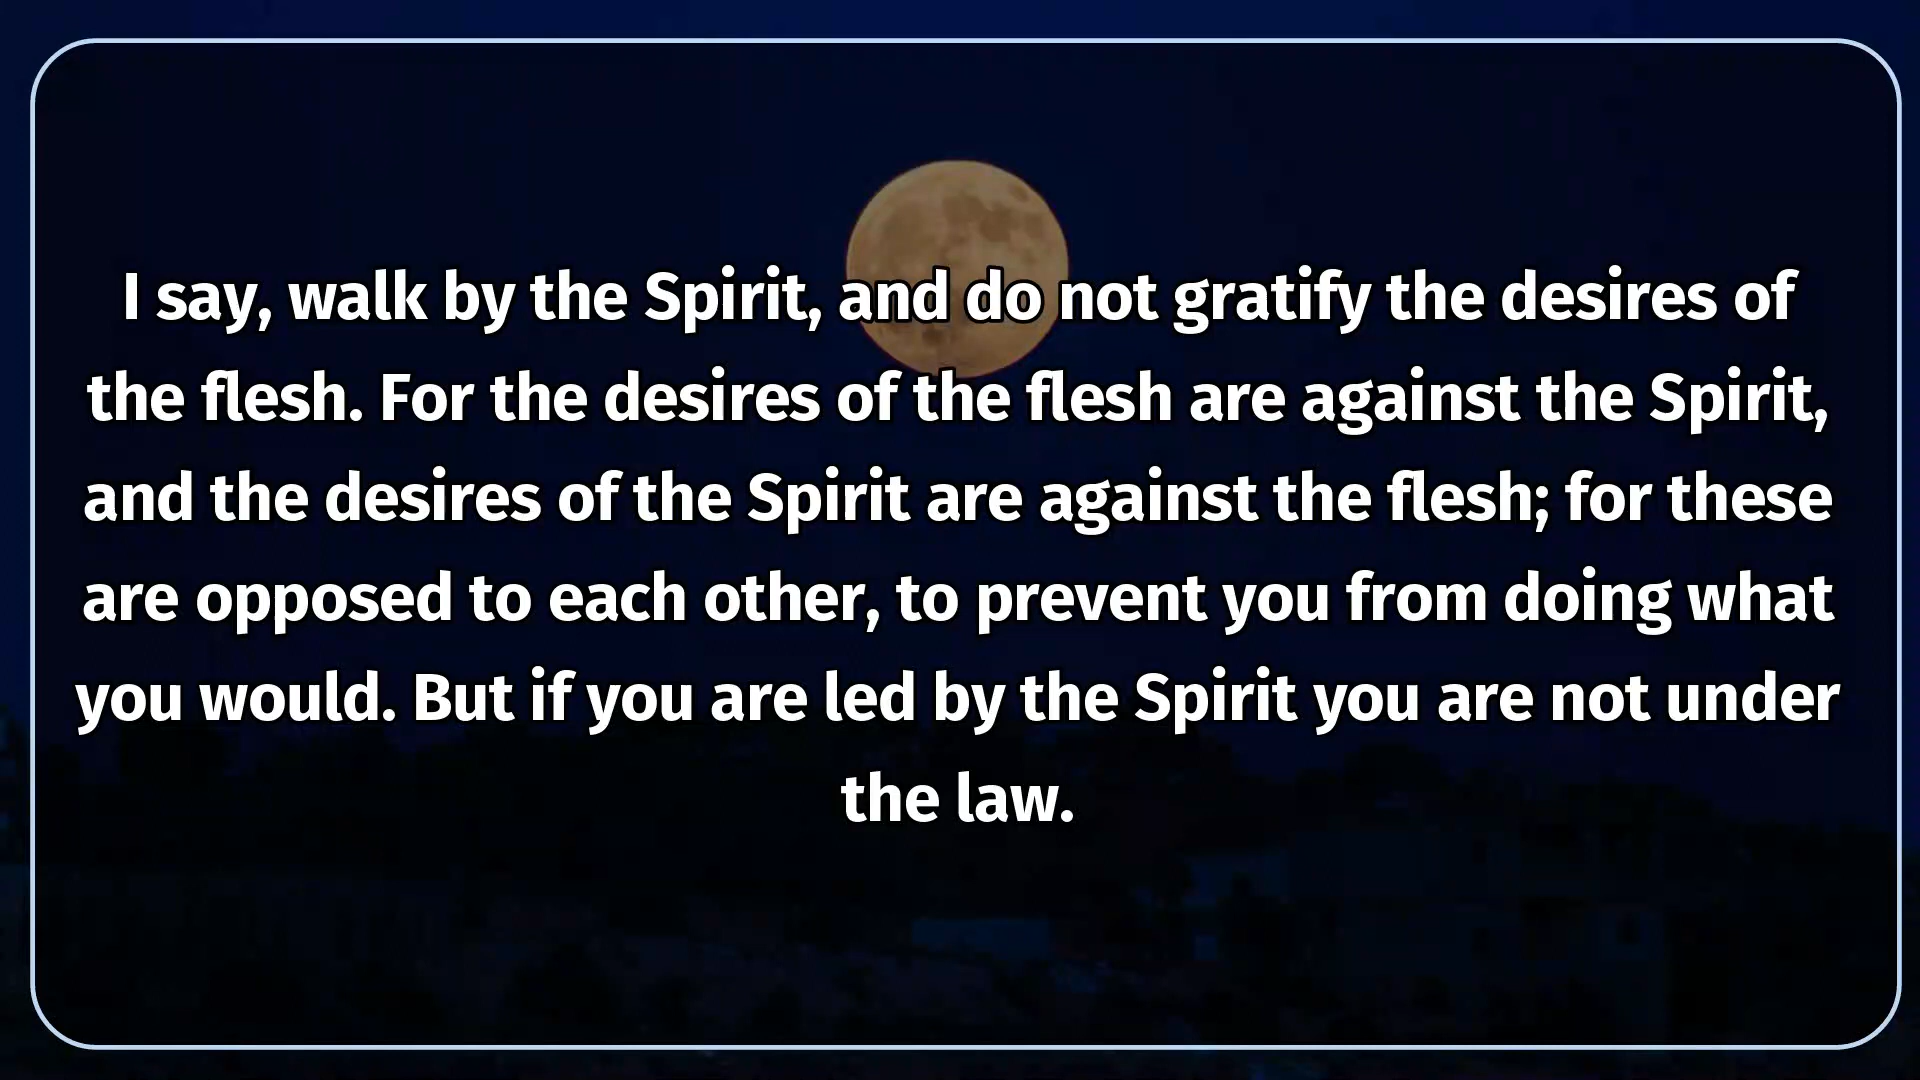 I say, walk by the Spirit, and do not gratify the desires of
the flesh. For the desires of the flesh are against the Spirit,
and the desires of the Spirit are against the flesh; for these
are opposed to each other, to prevent you from doing what
you would. But if you are led by the Spirit you are not under
the law.